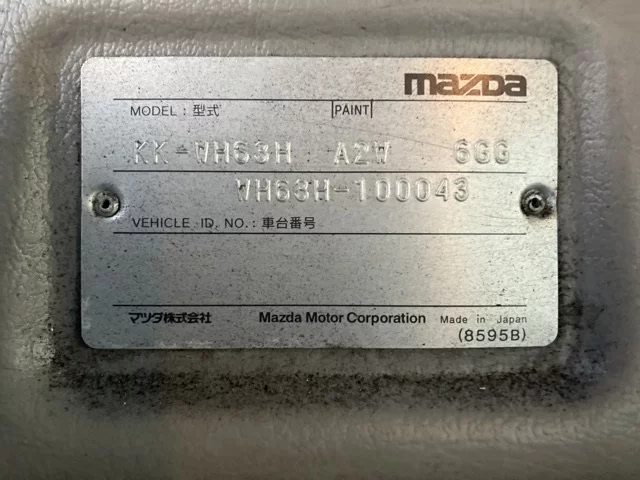 mazda
MODEL : 型式 PAINT
KK-WH63H A2W 6GG
WH63H-100043
VEHICLE ID. NO. : 車台番号
マツダ株式会社 Mazda Motor Corporation Made in Japan
(8595B)